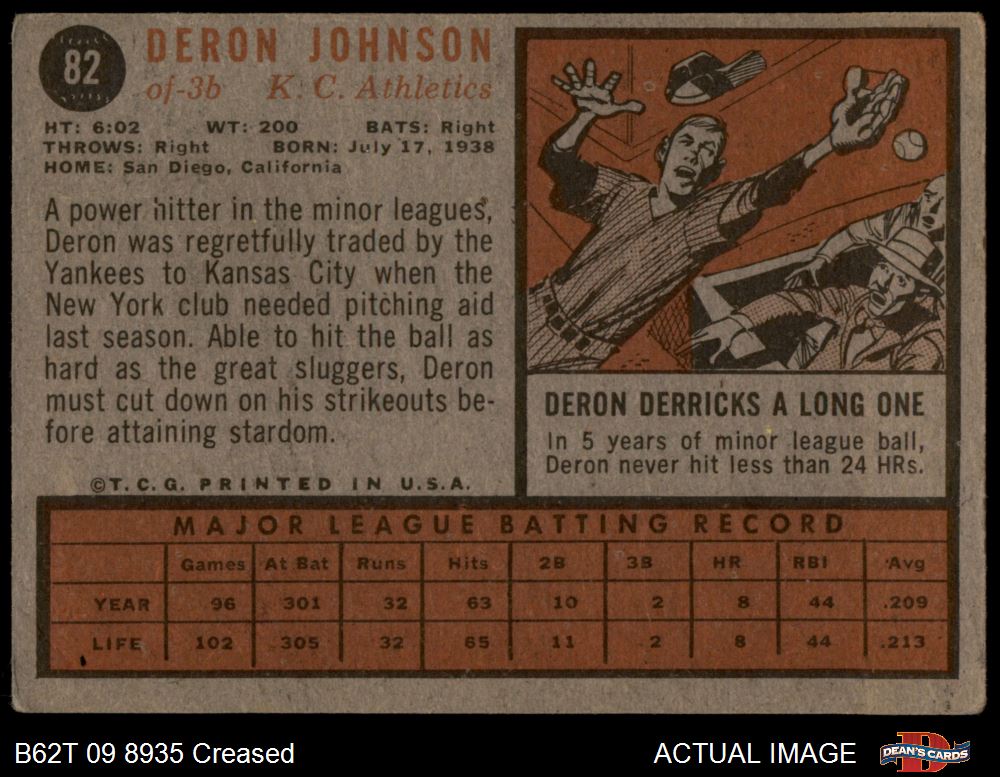 82
DERON JOHNSON
of-3b K. C. Athletics
HT: 6:02 WT: 200 BATS: Right
THROWS: Right BORN: July 17, 1938
HOME: San Diego, California
A power hitter in the minor leagues,
Deron was regretfully traded by the
Yankees to Kansas City when the
New York club needed pitching aid
last season. Able to hit the ball as
hard as the great sluggers, Deron
must cut down on his strikeouts be-
fore attaining stardom.
©T. C. G. PRINTED IN U. S. A.
DERON DERRICKS A LONG ONE
In 5 years of minor league ball,
Deron never hit less than 24 HRs.
MAJOR LEAGUE BATTING RECORD
Games At Bat Runs Hits 2B 3B HR RBI Avg
YEAR 96 301 32 63 10 2 8 44 .209
LIFE 102 305 32 65 11 2 8 44 .213
B62T 09 8935 Creased
ACTUAL IMAGE
DEAN'S CARDS